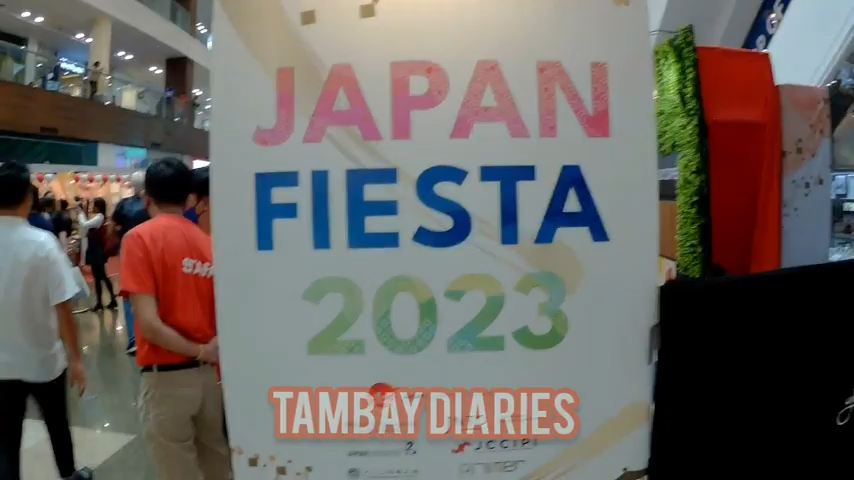 JAPAN
FIESTA
2023
STAFF
TAMBAY DIARIES
JCCIPI